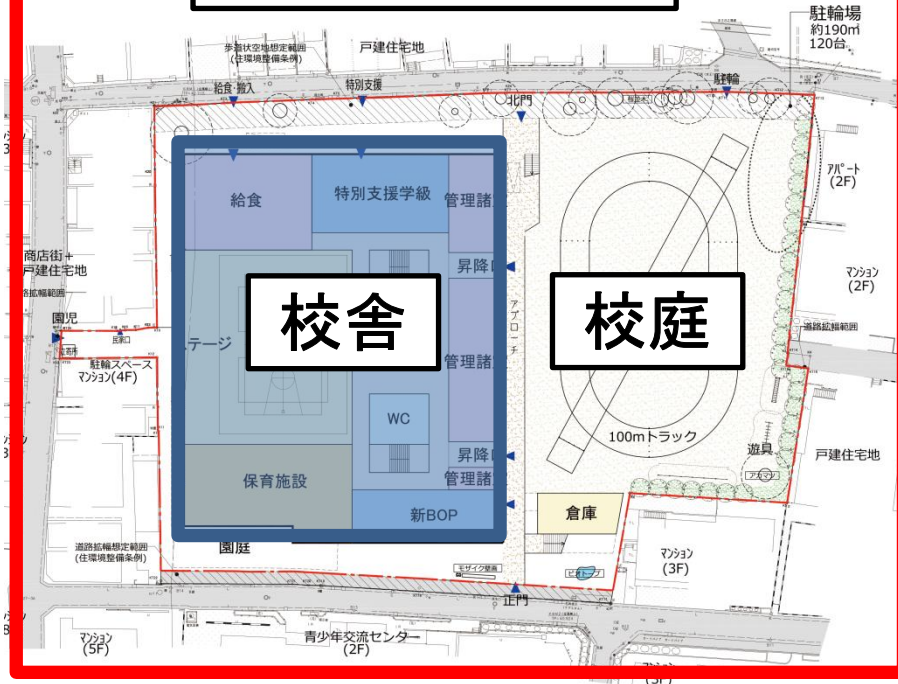 駐輪場
約190㎡
120台
歩道状空地想定範囲
(住環境整備条例)
戸建住宅地
給食・搬入
特別支援
北門
駐輪
アパート
(2F)
給食
特別支援学級
管理諸
商店街+
戸建住宅地
昇降
マンション
(2F)
園児
校舎
校庭
アプローチ
道路拡幅範囲
ステージ
管理諸
駐輪スペース
マンション(4F)
WC
100mトラック
遊具
戸建住宅地
昇降
管理諸
保育施設
アカマツ
新BOP
倉庫
園庭
道路拡幅想定範囲
(住環境整備条例)
マンション
(3F)
モザイク壁画
ビオトープ
正門
マンション
(5F)
青少年交流センター
(2F)